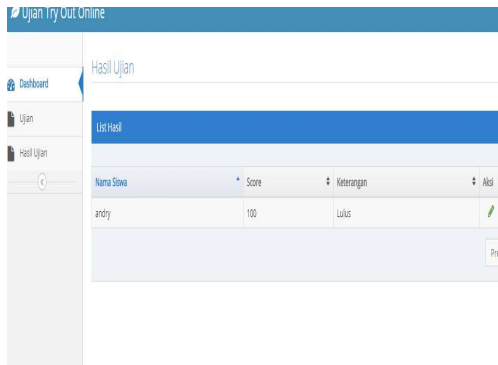 Ujian Try Out Online
Dashboard
Ujian
Hasil Ujian
Hasil Ujian
List Hasil
Nama Siswa Score Keterangan Aksi
andry 100 Lulus